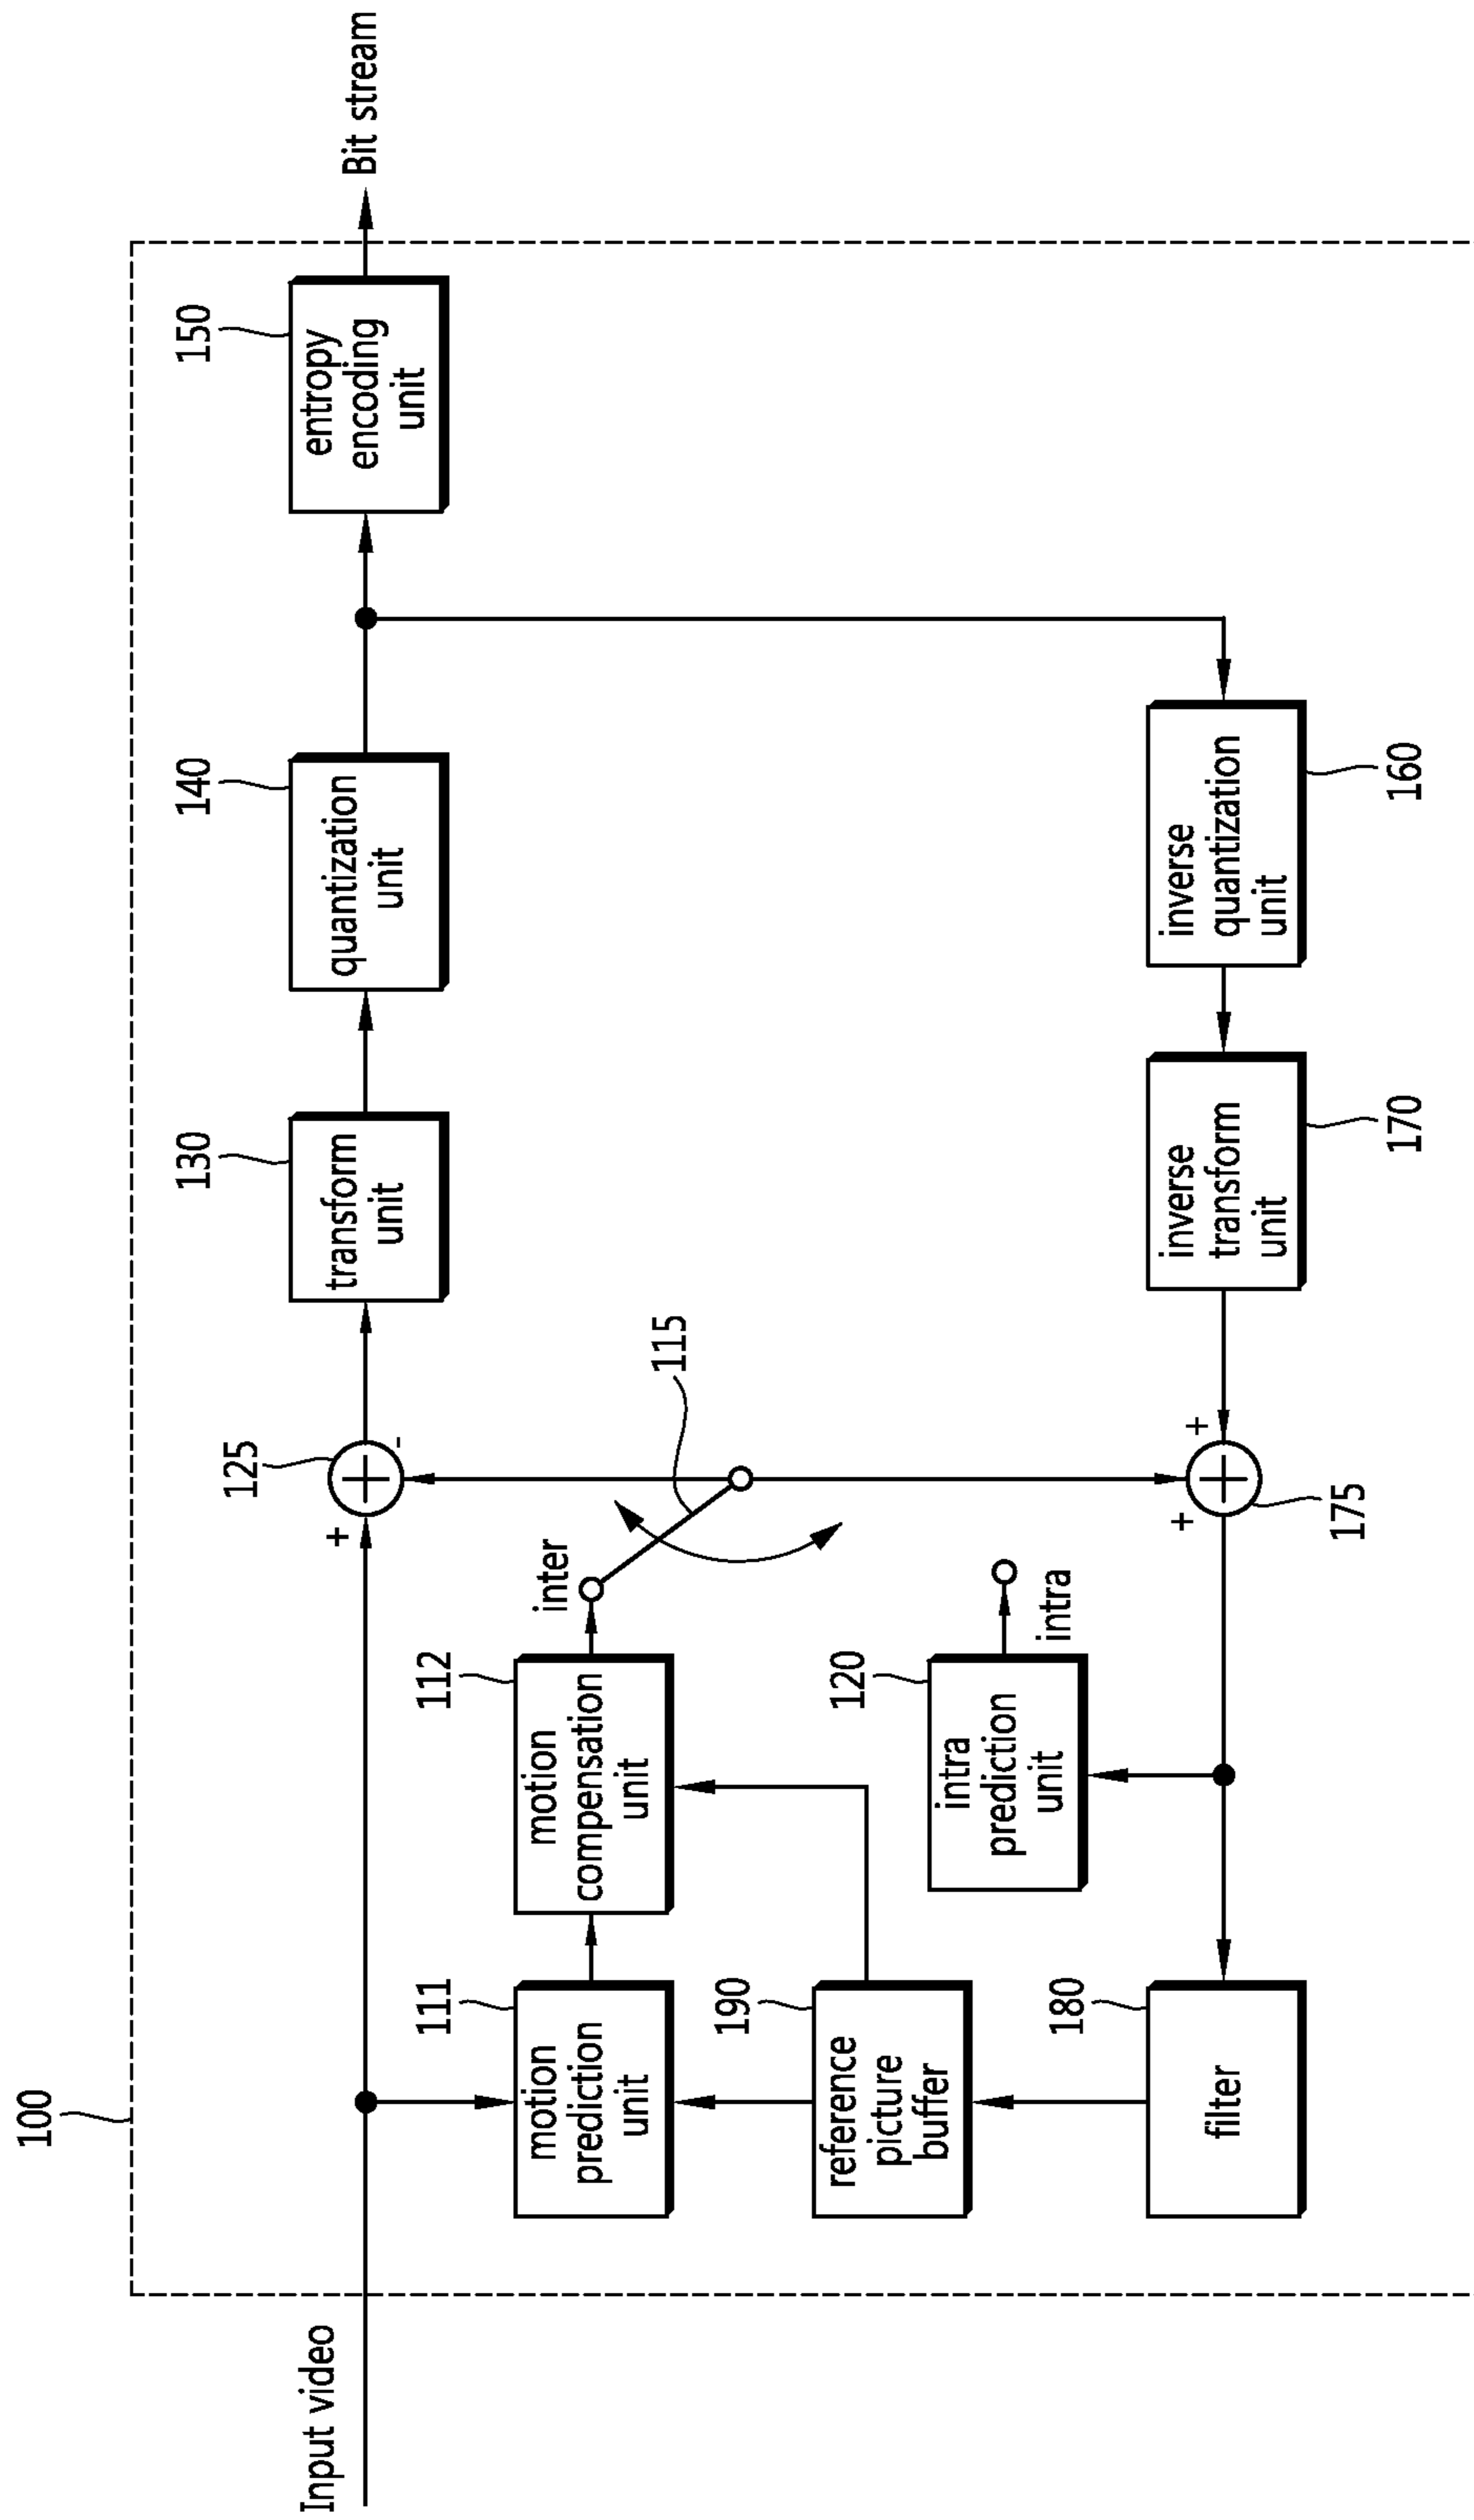 100
Input video
Bit stream
125
130
140
150
+
-
transform
unit
quantization
unit
entropy
encoding
unit
111
112
inter
115
motion
prediction
unit
motion
compensation
unit
190
120
reference
picture
buffer
intra
prediction
unit
intra
180
filter
+
+
175
inverse
transform
unit
170
inverse
quantization
unit
160